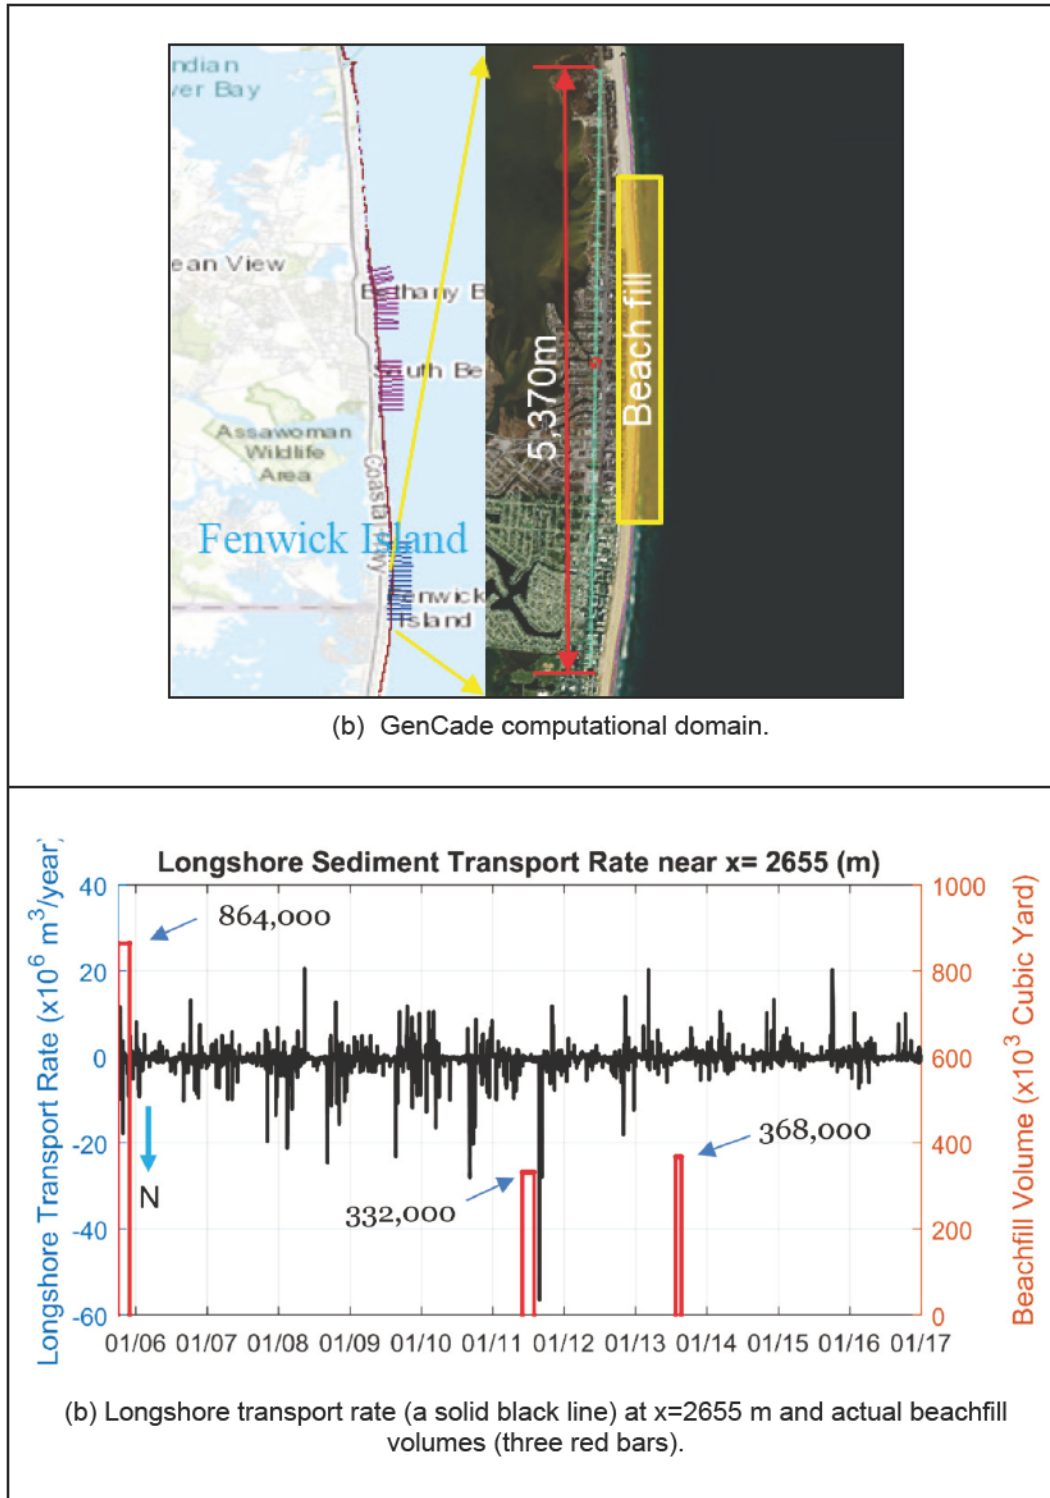 ndian
ver Bay
ean View
Bethany B
South Be
Assawoman
Wildlife
Area
Coasta
Hwy
Fenwick Island
Fenwick
Island
5,370m
Beach fill
(b) GenCade computational domain.
Longshore Sediment Transport Rate near x= 2655 (m)
Longshore Transport Rate (x10⁶ m³/year)
40
20
0
-20
-40
-60
864,000
N
332,000
368,000
1000
800
600
400
200
0
Beachfill Volume (x10³ Cubic Yard)
01/06 01/07 01/08 01/09 01/10 01/11 01/12 01/13 01/14 01/15 01/16 01/17
(b) Longshore transport rate (a solid black line) at x=2655 m and actual beachfill
volumes (three red bars).